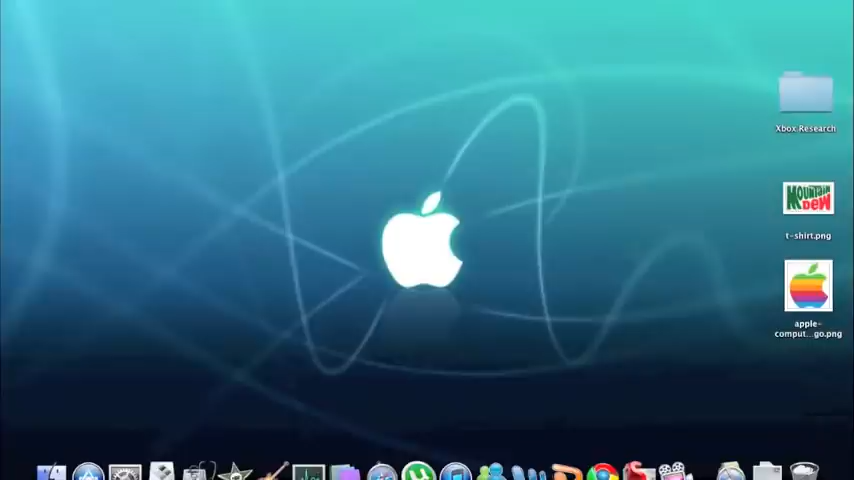 Xbox Research
MOUNTAIN
DEW
t-shirt.png
apple-
comput...go.png